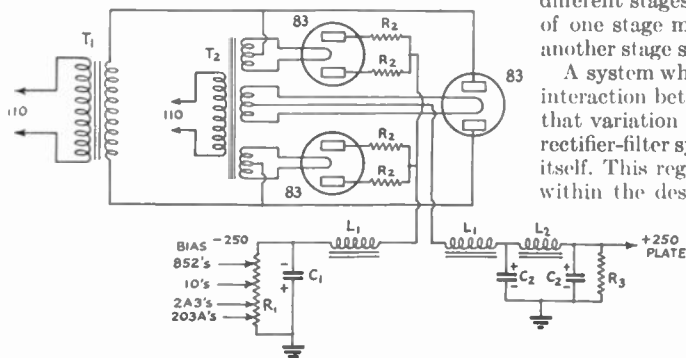 different stages
of one stage m
another stage s
A system wh
interaction bet
that variation
rectifier-filter sy
itself. This reg
within the des
T1
110
T2
110
83
R2
R2
83
83
R2
R2
L1
L1
L2
+250
PLATE
BIAS -250
852's
10's
2A3's
203A's
R1
- C1 +
+ C2 -
+ C2 -
R3